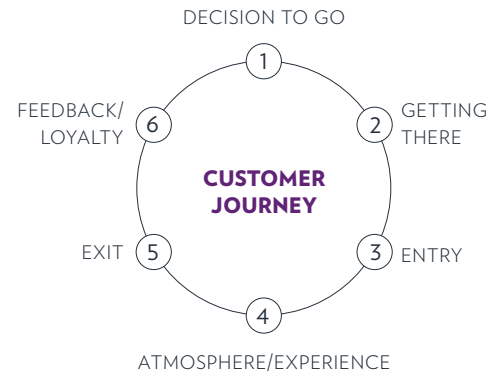 DECISION TO GO
1
2
GETTING
THERE
3
ENTRY
4
ATMOSPHERE/EXPERIENCE
5
EXIT
6
FEEDBACK/
LOYALTY
CUSTOMER
JOURNEY